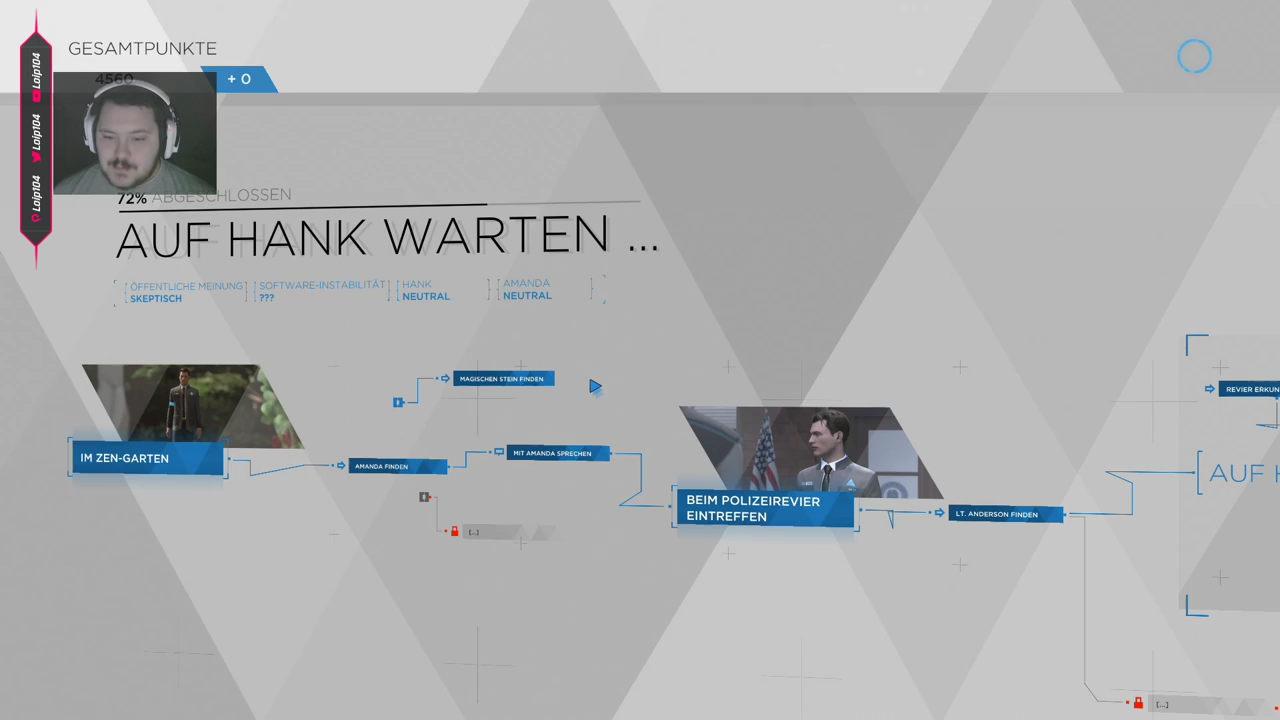 GESAMTPUNKTE
4560
+ 0
Loip104
Loip104
Loip104
72% ABGESCHLOSSEN
AUF HANK WARTEN ...
ÖFFENTLICHE MEINUNG
SKEPTISCH
SOFTWARE-INSTABILITÄT
???
HANK
NEUTRAL
AMANDA
NEUTRAL
MAGISCHEN STEIN FINDEN
IM ZEN-GARTEN
AMANDA FINDEN
MIT AMANDA SPRECHEN
[...]
BEIM POLIZEIREVIER
EINTREFFEN
LT. ANDERSON FINDEN
REVIER ERKUN
AUF H
[...]